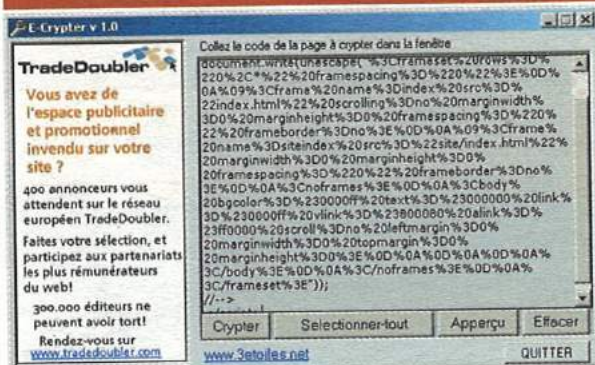 E-Crypter v 1.0
TradeDoubler
Vous avez de
l'espace publicitaire
et promotionnel
invendu sur votre
site ?
400 annonceurs vous
attendent sur le réseau
européen TradeDoubler.
Faites votre sélection, et
participez aux partenariats
les plus rémunérateurs
du web!
300.000 éditeurs ne
peuvent avoir tort!
Rendez-vous sur
www.tradedoubler.com
Collez le code de la page à crypter dans la fenêtre
document.write(unescape("%3Cframeset%20rows%3D%
220%2C*%22%20framespacing%3D%220%22%3E%0D%
0A%09%3Cframe%20name%3Dindex%20src%3D%
22index.html%22%20scrolling%3Dno%20marginwidth%
3D0%20marginheight%3D0%20framespacing%3D%220%
22%20frameborder%3Dno%3E%0D%0A%09%3Cframe%
20name%3Dsiteindex%20src%3D%22site/index.html%22%
20marginwidth%3D0%20marginheight%3D0%
20framespacing%3D%220%22%20frameborder%3Dno%
3E%0D%0A%3Cnoframes%3E%0D%0A%3Cbody%
20bgcolor%3D%230000ff%20text%3D%23000000%20link%
3D%230000ff%20vlink%3D%23800080%20alink%3D%
23ff0000%20scroll%3Dno%20leftmargin%3D0%
20marginwidth%3D0%20topmargin%3D0%
20marginheight%3D0%3E%0D%0A%0D%0A%0D%0A%
3C/body%3E%0D%0A%3C/noframes%3E%0D%0A%
3C/frameset%3E"));
//-->
Crypter Selectionner-tout Apperçu Effacer
www.3etoiles.net QUITTER